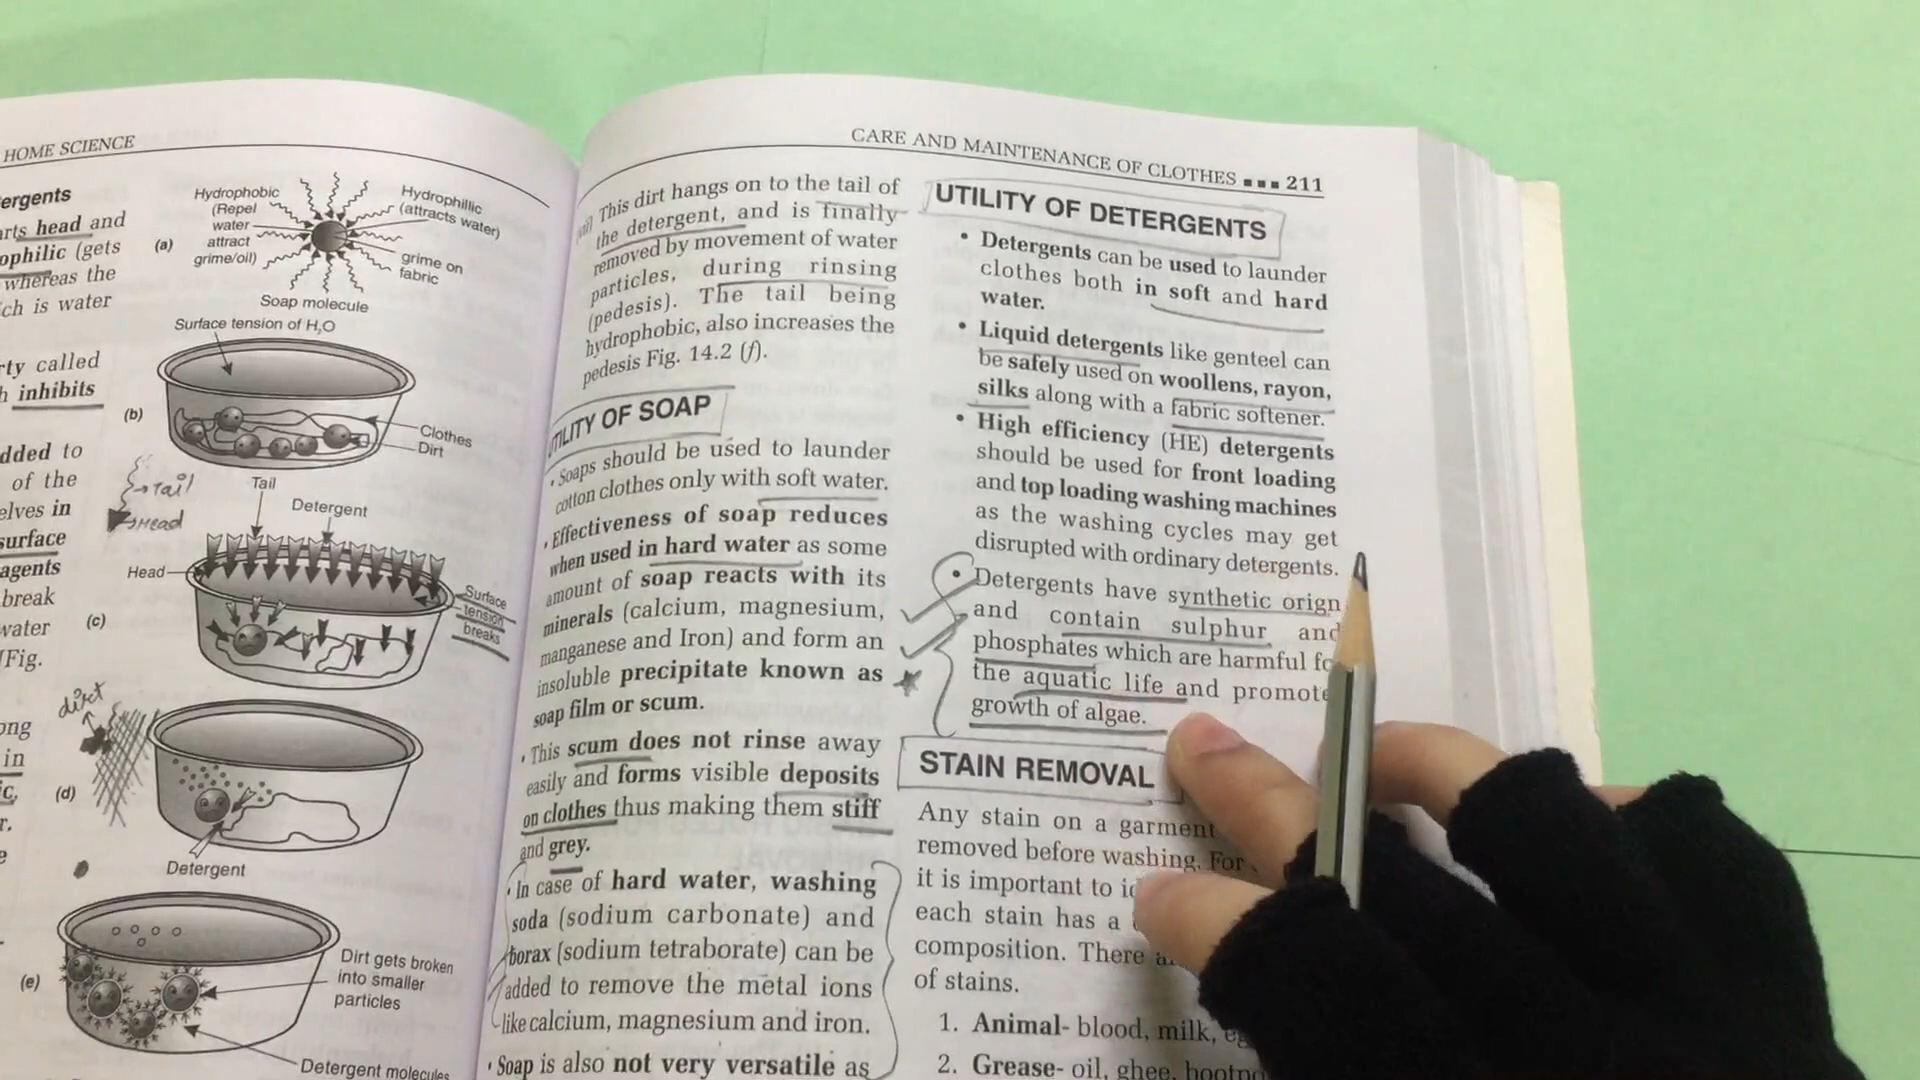 HOME SCIENCE
ergents
arts head and
ophilic (gets
whereas the
ch is water
rty called
h inhibits
dded to
of the
elves in
surface
agents
break
water
(Fig.
ong
in
ic,
r.
e
Hydrophobic
(Repel
water
attract
grime/oil)
Hydrophillic
(attracts water)
(a)
grime on
fabric
Soap molecule
Surface tension of H₂O
(b)
Clothes
Dirt
Tail
Head
Tail
Detergent
Head
(c)
Surface
tension
breaks
dirt
(d)
Detergent
(e)
Dirt gets broken
into smaller
particles
Detergent molecules
CARE AND MAINTENANCE OF CLOTHES ■■■ 211
This dirt hangs on to the tail of
the detergent, and is finally
removed by movement of water
particles, during rinsing
(pedesis). The tail being
hydrophobic, also increases the
pedesis Fig. 14.2 (f).
UTILITY OF SOAP
• Soaps should be used to launder
cotton clothes only with soft water.
• Effectiveness of soap reduces
when used in hard water as some
amount of soap reacts with its
minerals (calcium, magnesium,
manganese and Iron) and form an
insoluble precipitate known as
soap film or scum.
• This scum does not rinse away
easily and forms visible deposits
on clothes thus making them stiff
and grey.
• In case of hard water, washing
soda (sodium carbonate) and
borax (sodium tetraborate) can be
added to remove the metal ions
like calcium, magnesium and iron.
• Soap is also not very versatile as
UTILITY OF DETERGENTS
• Detergents can be used to launder
clothes both in soft and hard
water.
• Liquid detergents like genteel can
be safely used on woollens, rayon,
silks along with a fabric softener.
• High efficiency (HE) detergents
should be used for front loading
and top loading washing machines
as the washing cycles may get
disrupted with ordinary detergents.
• Detergents have synthetic orign
and contain sulphur and
phosphates which are harmful fo
the aquatic life and promote
growth of algae.
STAIN REMOVAL
Any stain on a garment
removed before washing. For
it is important to
each stain has a
composition. There
of stains.
1. Animal- blood, milk,
2. Grease- oil, ghee,